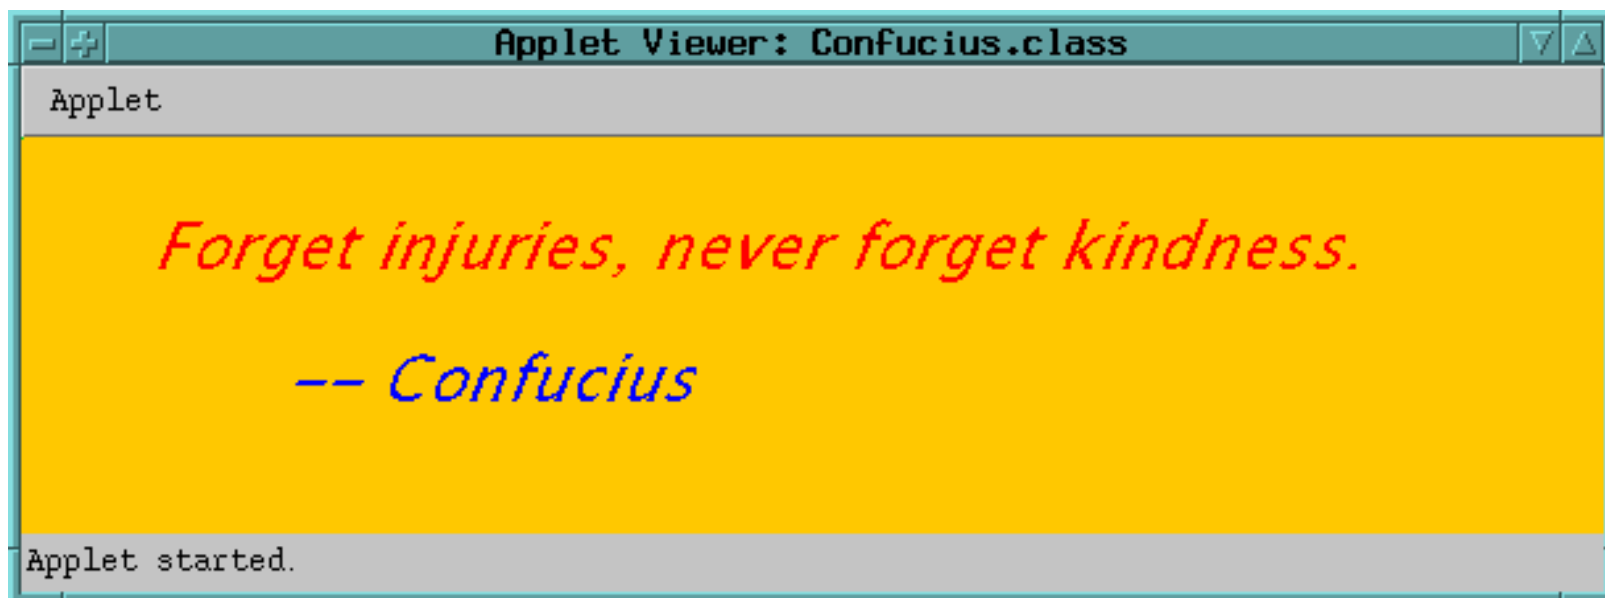 Applet Viewer: Confucius.class
Applet
Forget injuries, never forget kindness.
-- Confucius
Applet started.